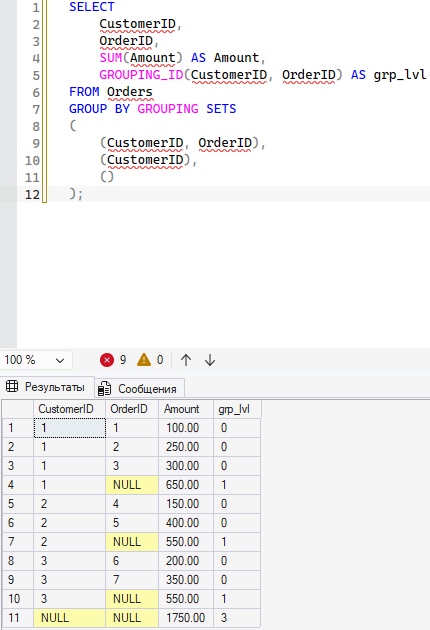 1 SELECT
2 CustomerID,
3 OrderID,
4 SUM(Amount) AS Amount,
5 GROUPING_ID(CustomerID, OrderID) AS grp_lvl
6 FROM Orders
7 GROUP BY GROUPING SETS
8 (
9 (CustomerID, OrderID),
10 (CustomerID),
11 ()
12 );
100 % 9 0
Результаты Сообщения
CustomerID OrderID Amount grp_lvl
1 1 1 100.00 0
2 1 2 250.00 0
3 1 3 300.00 0
4 1 NULL 650.00 1
5 2 4 150.00 0
6 2 5 400.00 0
7 2 NULL 550.00 1
8 3 6 200.00 0
9 3 7 350.00 0
10 3 NULL 550.00 1
11 NULL NULL 1750.00 3